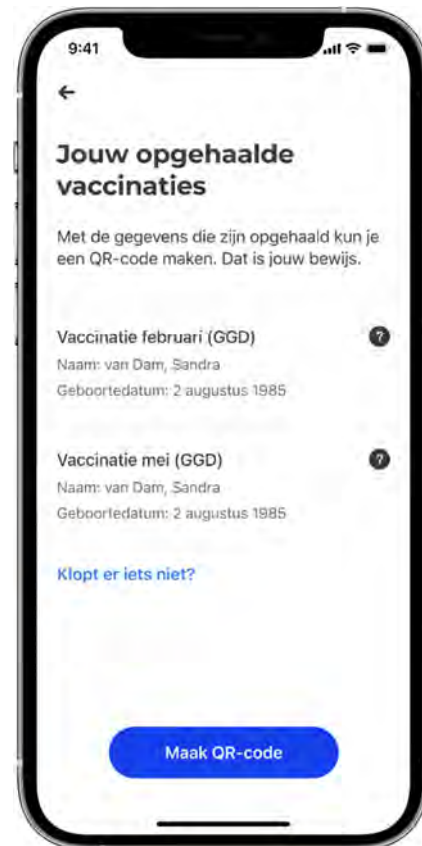 9:41
Jouw opgehaalde
vaccinaties
Met de gegevens die zijn opgehaald kun je
een QR-code maken. Dat is jouw bewijs.
Vaccinatie februari (GGD) ?
Naam: van Dam, Sandra
Geboortedatum: 2 augustus 1985
Vaccinatie mei (GGD) ?
Naam: van Dam, Sandra
Geboortedatum: 2 augustus 1985
Klopt er iets niet?
Maak QR-code